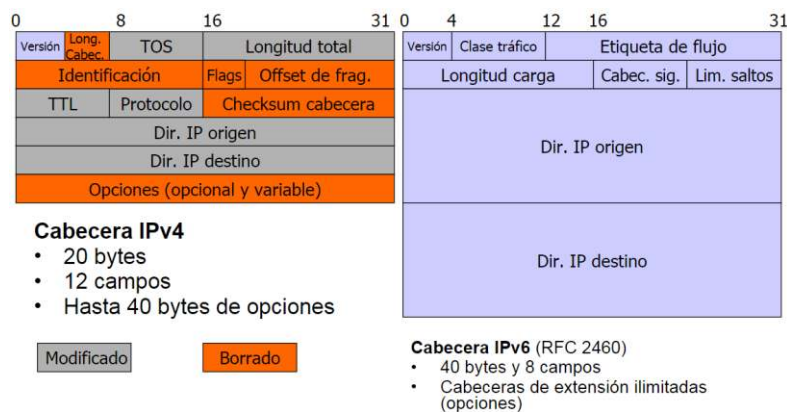 0 8 16 31
Versión Long. Cabec. TOS Longitud total
Identificación Flags Offset de frag.
TTL Protocolo Checksum cabecera
Dir. IP origen
Dir. IP destino
Opciones (opcional y variable)
Cabecera IPv4
• 20 bytes
• 12 campos
• Hasta 40 bytes de opciones
Modificado Borrado
0 4 12 16 31
Versión Clase tráfico Etiqueta de flujo
Longitud carga Cabec. sig. Lim. saltos
Dir. IP origen
Dir. IP destino
Cabecera IPv6 (RFC 2460)
• 40 bytes y 8 campos
• Cabeceras de extensión ilimitadas
(opciones)